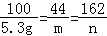 100/5.3g = 44/m = 162/n